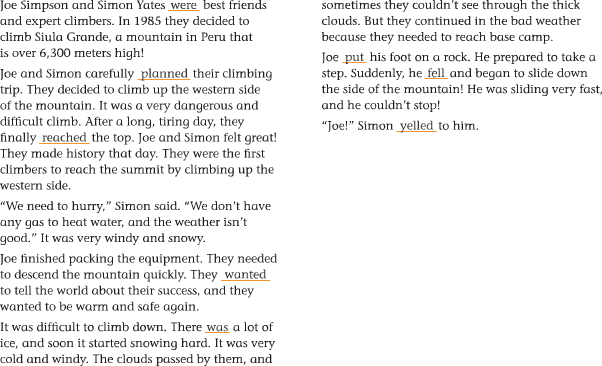 Joe Simpson and Simon Yates were best friends
and expert climbers. In 1985 they decided to
climb Siula Grande, a mountain in Peru that
is over 6,300 meters high!
Joe and Simon carefully planned their climbing
trip. They decided to climb up the western side
of the mountain. It was a very dangerous and
difficult climb. After a long, tiring day, they
finally reached the top. Joe and Simon felt great!
They made history that day. They were the first
climbers to reach the summit by climbing up the
western side.
“We need to hurry,” Simon said. “We don’t have
any gas to heat water, and the weather isn’t
good.” It was very windy and snowy.
Joe finished packing the equipment. They needed
to descend the mountain quickly. They wanted
to tell the world about their success, and they
wanted to be warm and safe again.
It was difficult to climb down. There was a lot of
ice, and soon it started snowing hard. It was very
cold and windy. The clouds passed by them, and
sometimes they couldn’t see through the thick
clouds. But they continued in the bad weather
because they needed to reach base camp.
Joe put his foot on a rock. He prepared to take a
step. Suddenly, he fell and began to slide down
the side of the mountain! He was sliding very fast,
and he couldn’t stop!
“Joe!” Simon yelled to him.